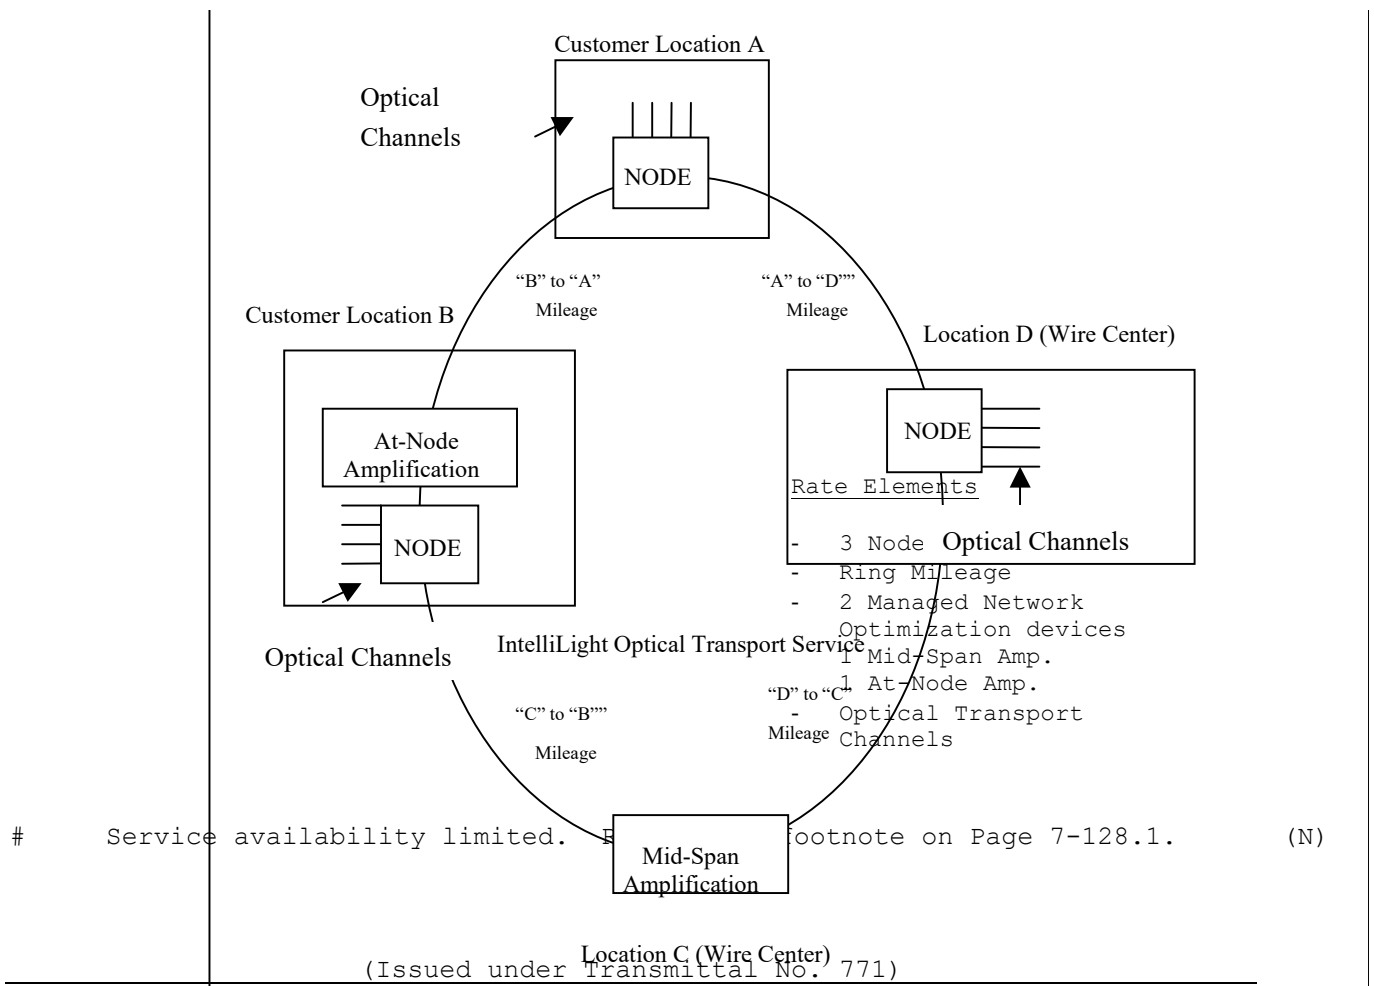 Customer Location A
Optical
Channels
NODE
“B” to “A”
Mileage
“A” to “D””
Mileage
Customer Location B
Location D (Wire Center)
At-Node
Amplification
NODE
NODE
Optical Channels
Rate Elements
- 3 Node
Optical Channels
- Ring Mileage
- 2 Managed Network
Optimization devices
1 Mid-Span Amp.
1 At-Node Amp.
- Optical Transport
Channels
IntelliLight Optical Transport Service
Optical Channels
“D” to “C”
Mileage
“C” to “B””
Mileage
# Service availability limited. footnote on Page 7-128.1. (N)
Mid-Span
Amplification
Location C (Wire Center)
(Issued under Transmittal No. 771)